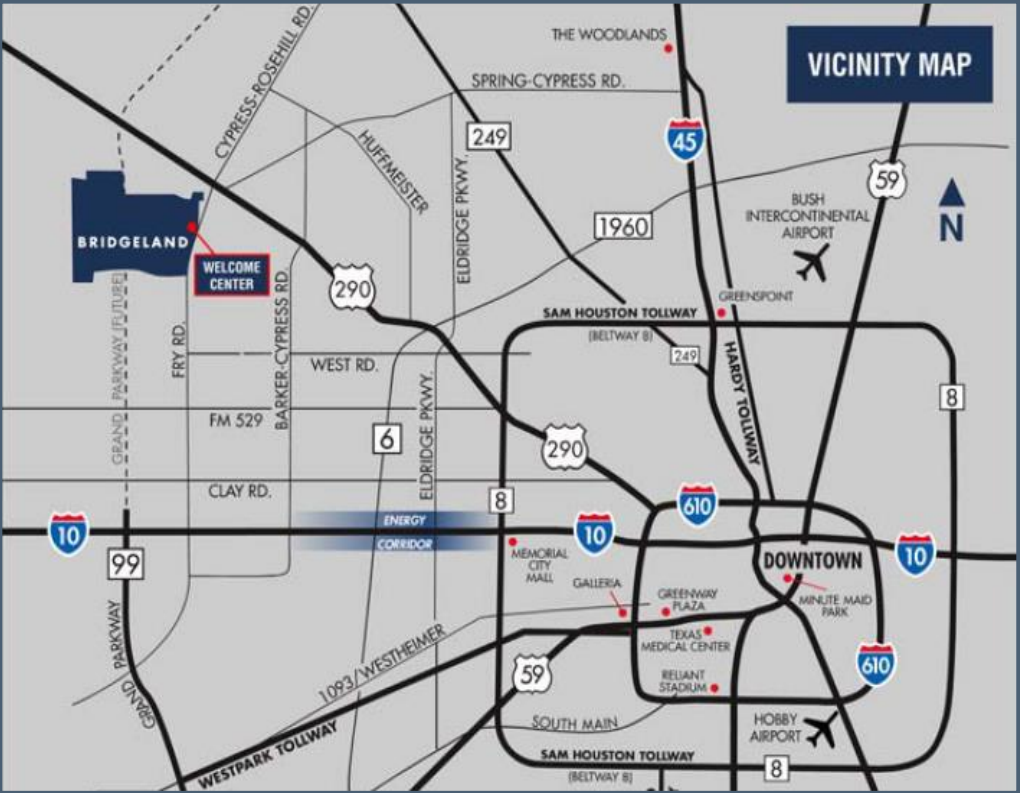 THE WOODLANDS
VICINITY MAP
CYPRESS-ROSEHILL RD.
SPRING-CYPRESS RD.
249
45
HUFFMEISTER
ELDRIDGE PKWY.
59
BUSH
INTERCONTINENTAL
AIRPORT
N
1960
BRIDGELAND
WELCOME
CENTER
290
GREENSPOINT
SAM HOUSTON TOLLWAY
(BELTWAY 8)
249
HARDY TOLLWAY
GRAND PARKWAY (FUTURE)
FRY RD.
BARKER-CYPRESS RD.
WEST RD.
ELDRIDGE PKWY.
8
FM 529
6
290
CLAY RD.
8
610
10
ENERGY
CORRIDOR
10
10
MEMORIAL
CITY
MALL
DOWNTOWN
99
GALLERIA
GREENWAY
PLAZA
MINUTE MAID
PARK
GRAND PARKWAY
1093/WESTHEIMER
TEXAS
MEDICAL CENTER
59
610
RELIANT
STADIUM
SOUTH MAIN
HOBBY
AIRPORT
WESTPARK TOLLWAY
SAM HOUSTON TOLLWAY
(BELTWAY 8)
8